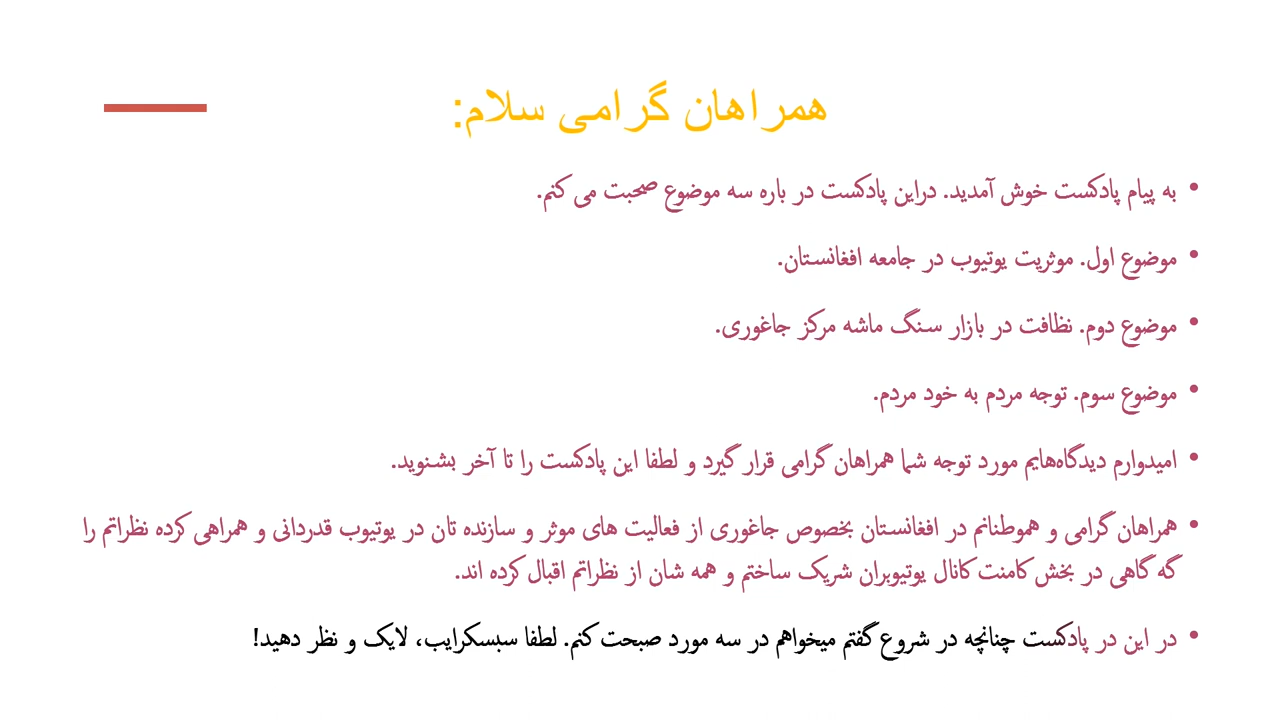 همراهان گرامی سلام:
• به پیام پادکست خوش آمدید. دراین پادکست در باره سه موضوع صحبت می کنم.
• موضوع اول. موثریت یوتیوب در جامعه افغانستان.
• موضوع دوم. نظافت در بازار سنگ ماشه مرکز جاغوری.
• موضوع سوم. توجه مردم به خود مردم.
• امیدوارم دیدگاه‌هایم مورد توجه شما همراهان گرامی قرار گیرد و لطفا این پادکست را تا آخر بشنوید.
• همراهان گرامی و هموطنانم در افغانستان بخصوص جاغوری از فعالیت های موثر و سازنده تان در یوتیوب قدردانی و همراهی کرده نظراتم را
گه گاهی در بخش کامنت کانال یوتیوبران شریک ساختم و همه شان از نظراتم اقبال کرده اند.
• در این در پادکست چنانچه در شروع گفتم میخواهم در سه مورد صبحت کنم. لطفا سبسکرایب، لایک و نظر دهید!